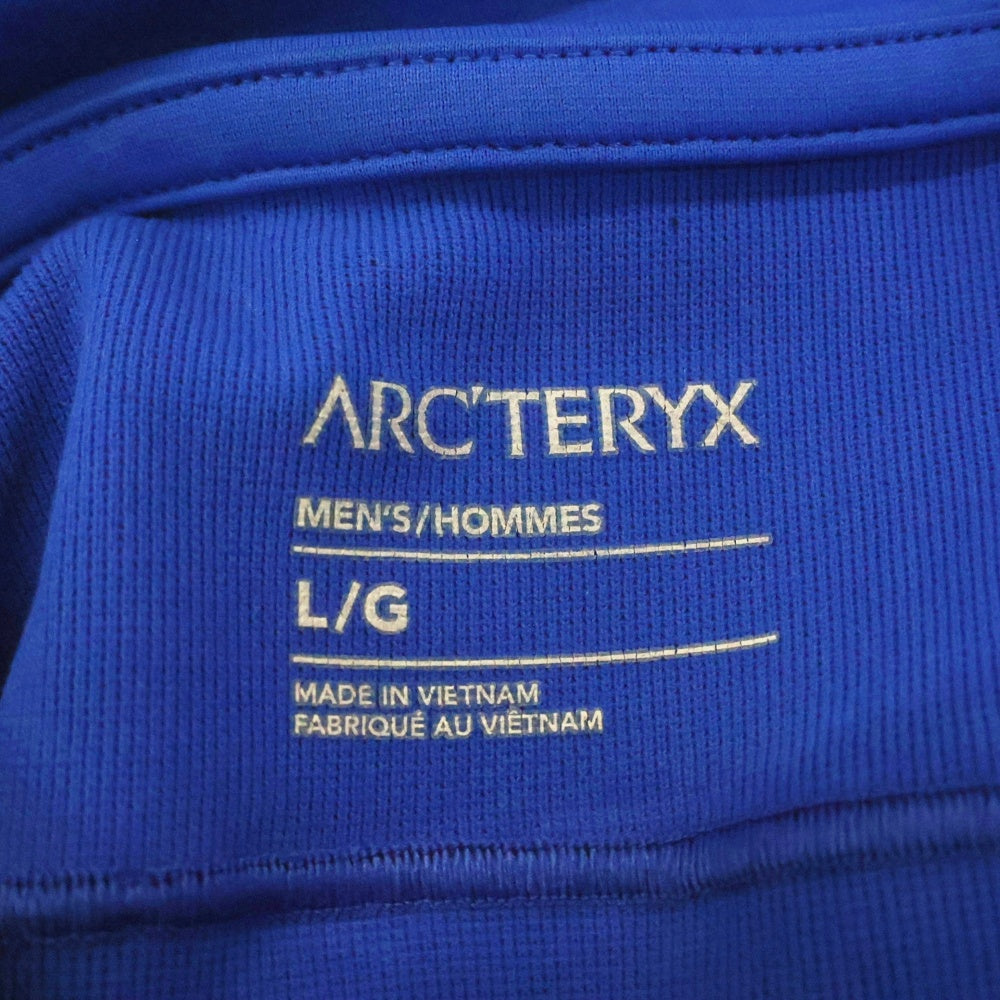 ARC'TERYX
MEN'S/HOMMES
L/G
MADE IN VIETNAM
FABRIQUÉ AU VIÊTNAM